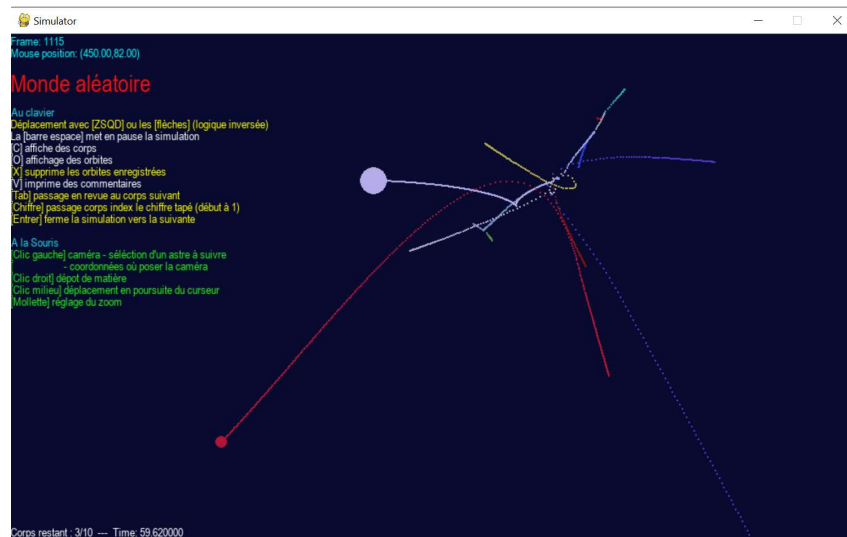 Simulator
Frame: 1115
Mouse position: (450.00,82.00)
Monde aléatoire
Au clavier
Déplacement avec [ZSQD] ou les [flèches] (logique inversée)
La [barre espace] met en pause la simulation
[C] affiche des corps
[O] affichage des orbites
[X] supprime les orbites enregistrées
[V] imprime des commentaires
[Tab] passage en revue au corps suivant
[Chiffre] passage corps index le chiffre tapé (début à 1)
[Entrer] ferme la simulation vers la suivante
A la Souris
[Clic gauche] caméra - séléction d'un astre à suivre
- coordonnées où poser la caméra
[Clic droit] dépot de matière
[Clic milieu] déplacement en poursuite du curseur
[Mollette] réglage du zoom
Corps restant : 3/10 --- Time: 59.620000